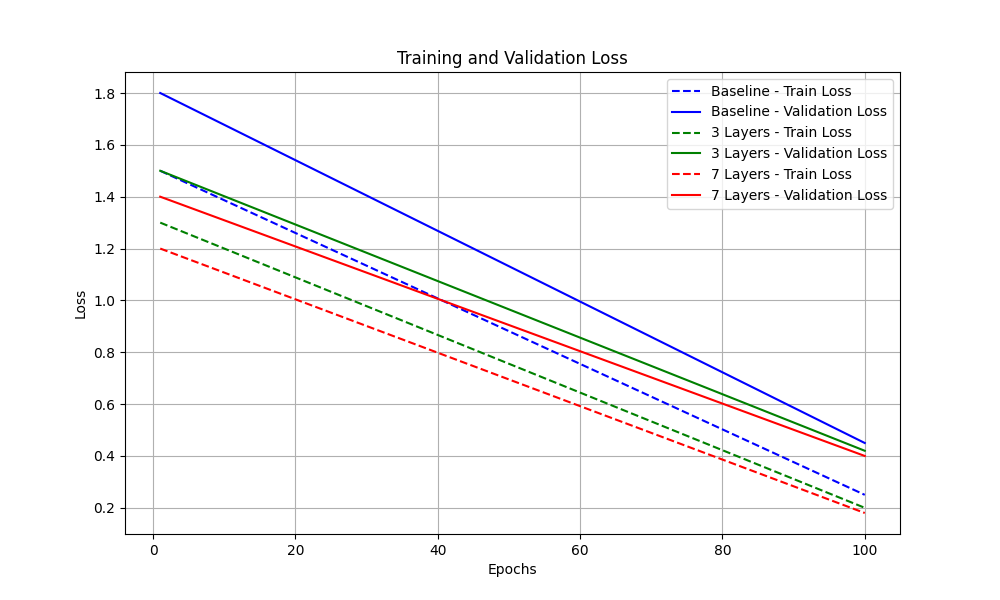 Training and Validation Loss
Baseline - Train Loss
Baseline - Validation Loss
3 Layers - Train Loss
3 Layers - Validation Loss
7 Layers - Train Loss
7 Layers - Validation Loss
1.8
1.6
1.4
1.2
1.0
0.8
0.6
0.4
0.2
Loss
0 20 40 60 80 100
Epochs